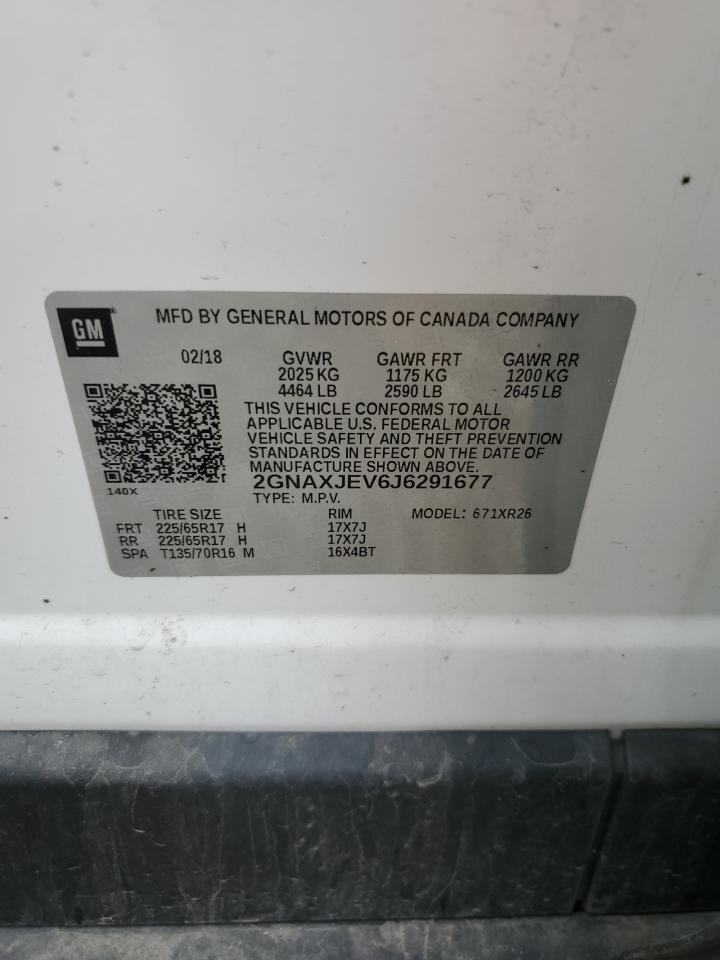 GM
MFD BY GENERAL MOTORS OF CANADA COMPANY
02/18 GVWR GAWR FRT GAWR RR
2025 KG 1175 KG 1200 KG
4464 LB 2590 LB 2645 LB
THIS VEHICLE CONFORMS TO ALL
APPLICABLE U.S. FEDERAL MOTOR
VEHICLE SAFETY AND THEFT PREVENTION
STANDARDS IN EFFECT ON THE DATE OF
MANUFACTURE SHOWN ABOVE.
2GNAXJEV6J6291677
140X
TYPE: M.P.V.
TIRE SIZE RIM MODEL: 671XR26
FRT 225/65R17 H 17X7J
RR 225/65R17 H 17X7J
SPA T135/70R16 M 16X4BT